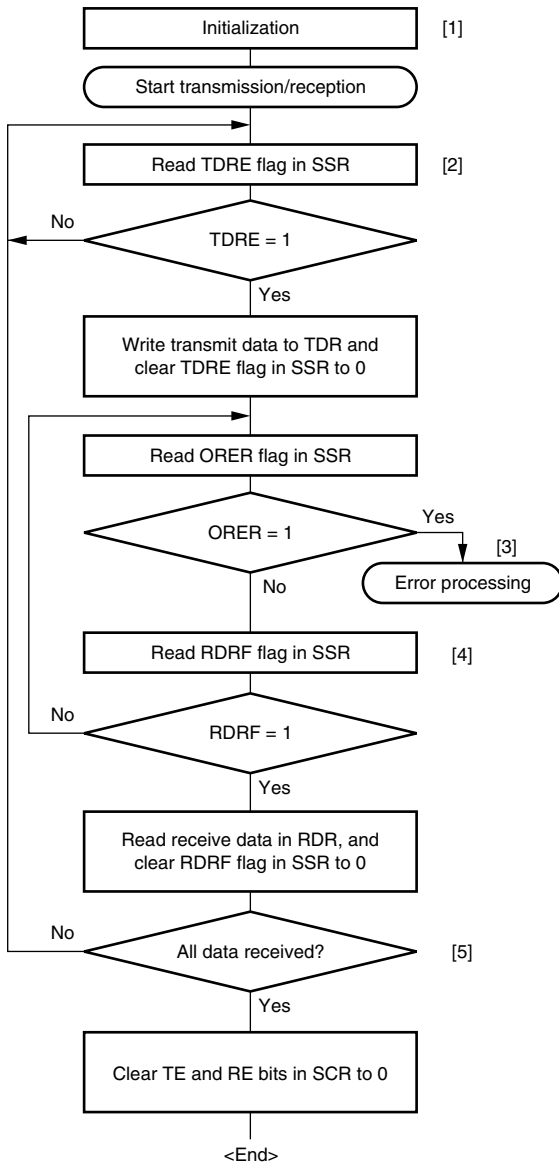 Initialization
[1]
Start transmission/reception
Read TDRE flag in SSR
[2]
No
TDRE = 1
Yes
Write transmit data to TDR and
clear TDRE flag in SSR to 0
Read ORER flag in SSR
ORER = 1
Yes
[3]
Error processing
No
Read RDRF flag in SSR
[4]
No
RDRF = 1
Yes
Read receive data in RDR, and
clear RDRF flag in SSR to 0
No
All data received?
[5]
Yes
Clear TE and RE bits in SCR to 0
<End>